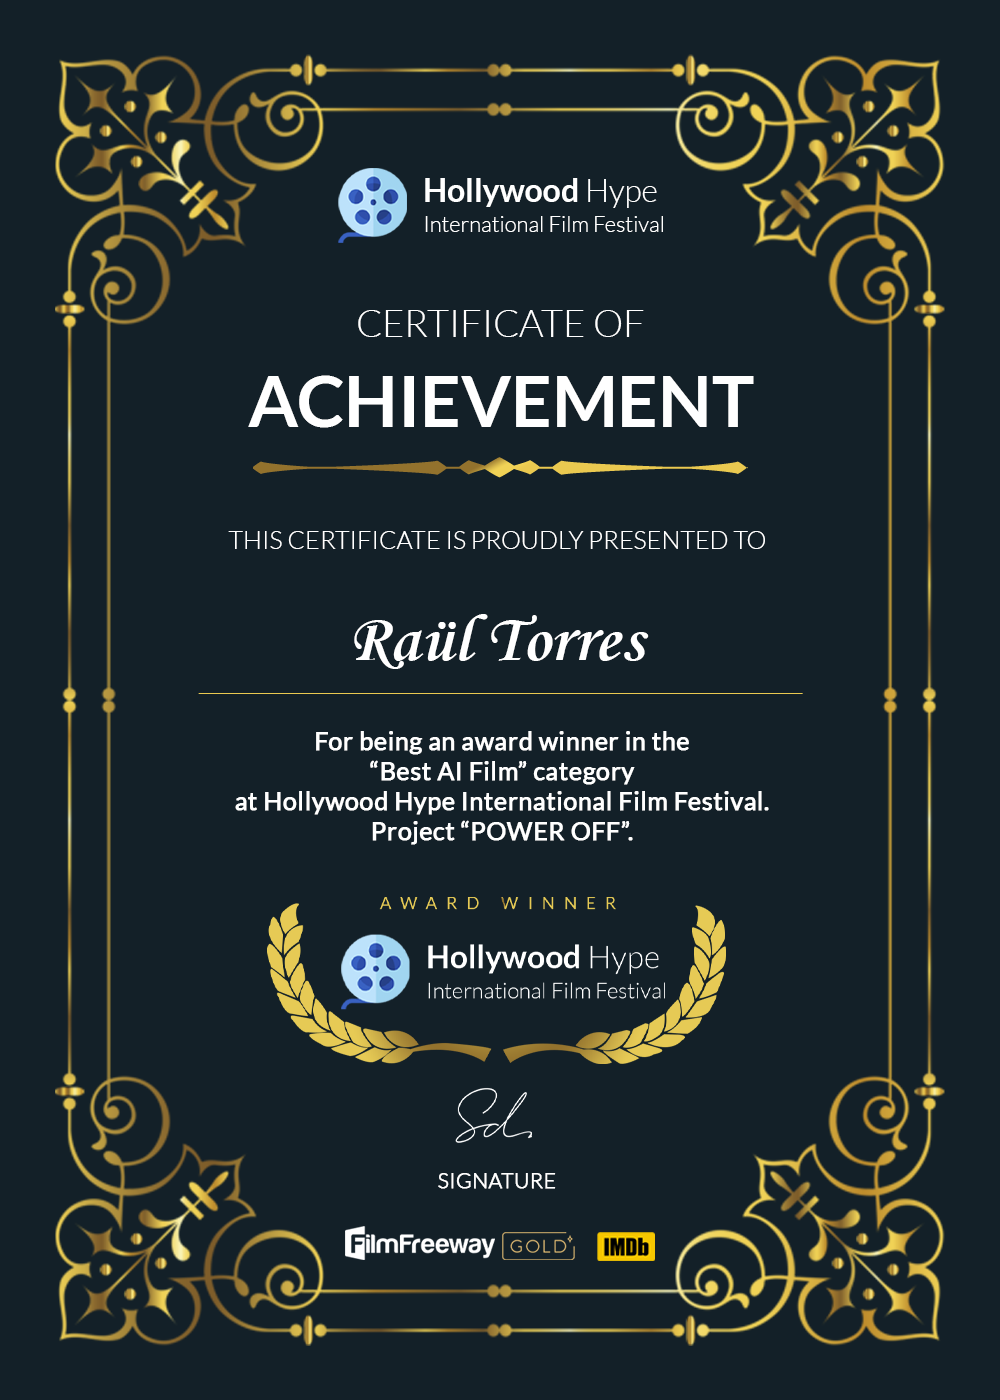 Hollywood Hype
International Film Festival
CERTIFICATE OF
ACHIEVEMENT
THIS CERTIFICATE IS PROUDLY PRESENTED TO
Raül Torres
For being an award winner in the
“Best AI Film” category
at Hollywood Hype International Film Festival.
Project “POWER OFF”.
AWARD WINNER
Hollywood Hype
International Film Festival
SIGNATURE
FilmFreeway GOLD IMDb